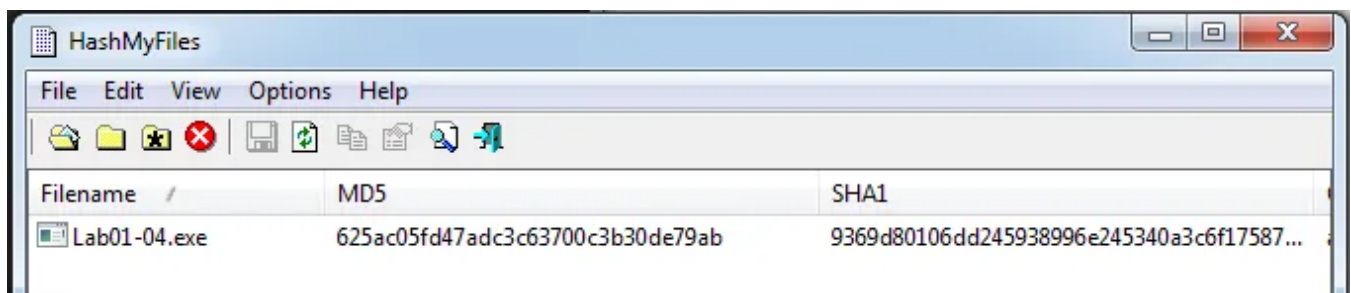 HashMyFiles
File Edit View Options Help
Filename / MD5 SHA1
Lab01-04.exe 625ac05fd47adc3c63700c3b30de79ab 9369d80106dd245938996e245340a3c6f17587...